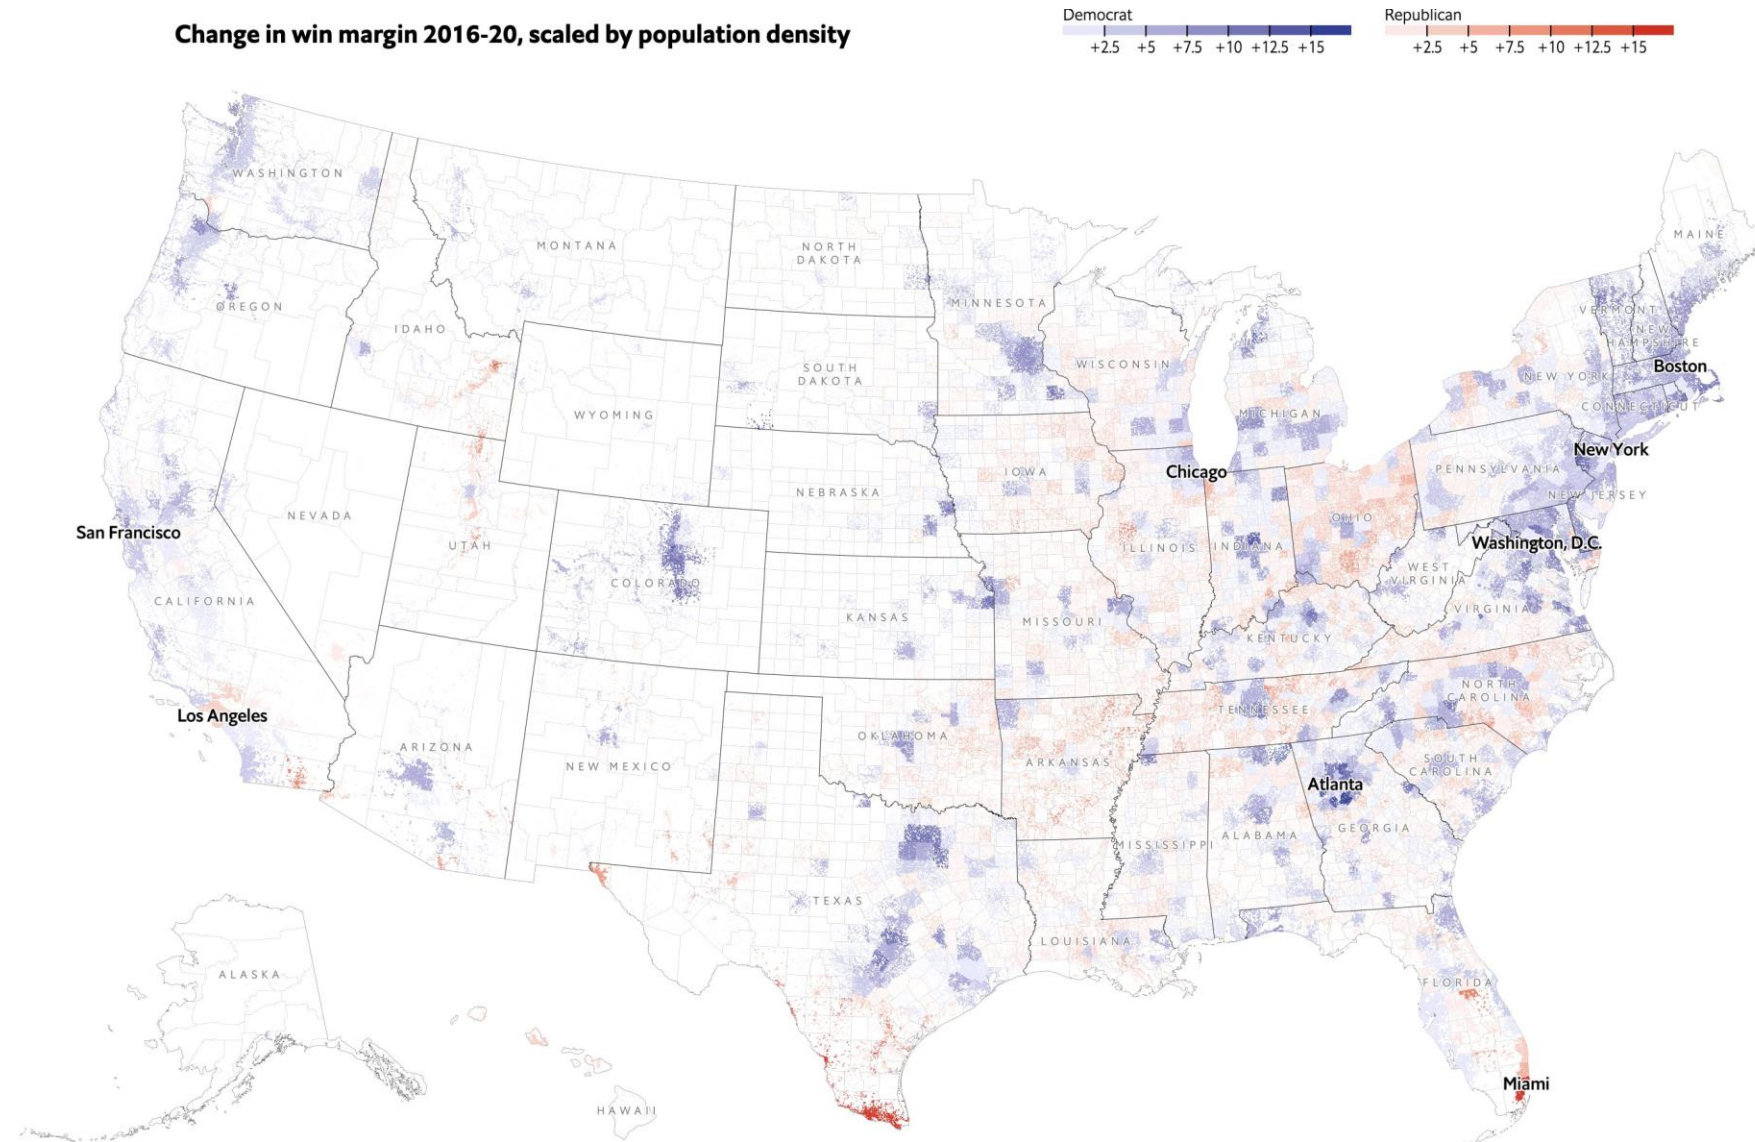 Change in win margin 2016-20, scaled by population density
Democrat
+2.5 +5 +7.5 +10 +12.5 +15
Republican
+2.5 +5 +7.5 +10 +12.5 +15
WASHINGTON
MONTANA
NORTH
DAKOTA
MINNESOTA
MAINE
OREGON
IDAHO
VERMONT
NEW
HAMPSHIRE
SOUTH
DAKOTA
WISCONSIN
NEW YORK
Boston
WYOMING
MICHIGAN
CONNECTICUT
New York
Chicago
IOWA
PENNSYLVANIA
NEBRASKA
NEW JERSEY
San Francisco
NEVADA
UTAH
COLORADO
ILLINOIS
INDIANA
OHIO
Washington, D.C.
WEST
VIRGINIA
CALIFORNIA
KANSAS
MISSOURI
KENTUCKY
VIRGINIA
Los Angeles
ARIZONA
NEW MEXICO
OKLAHOMA
ARKANSAS
TENNESSEE
NORTH
CAROLINA
SOUTH
CAROLINA
Atlanta
MISSISSIPPI
ALABAMA
GEORGIA
TEXAS
LOUISIANA
ALASKA
FLORIDA
Miami
HAWAII